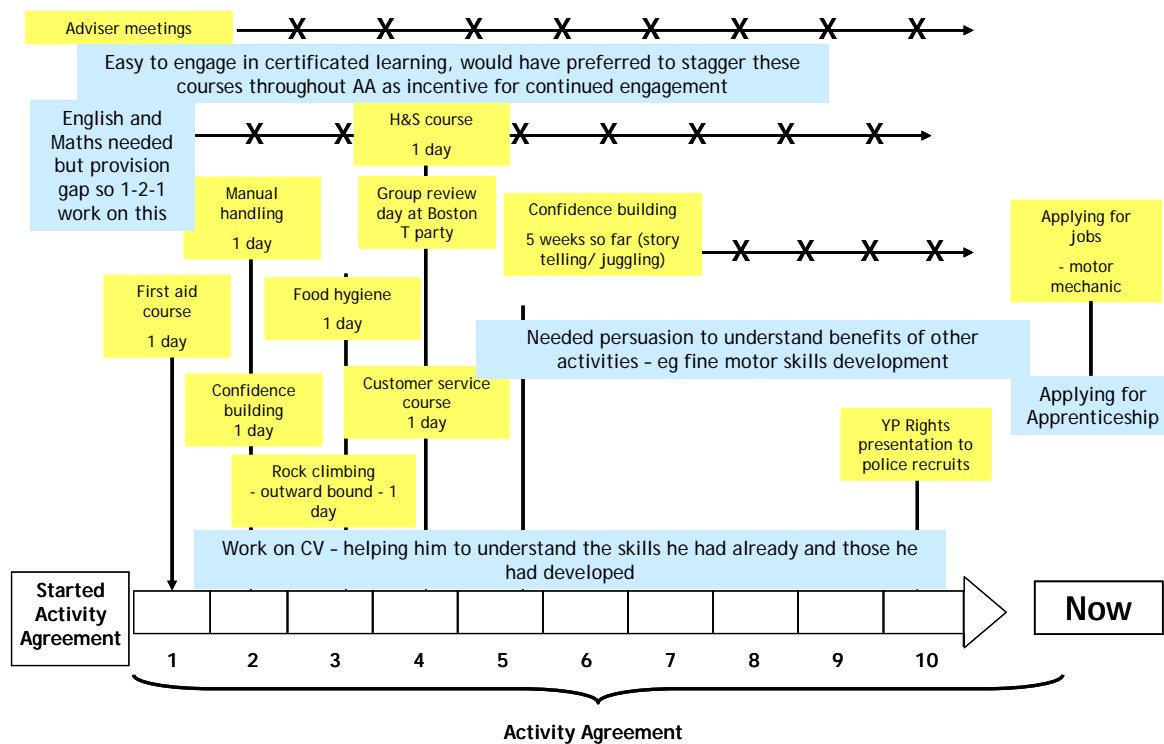 Adviser meetings
X X X X X X X X
Easy to engage in certificated learning, would have preferred to stagger these
courses throughout AA as incentive for continued engagement
English and
Maths needed
but provision
gap so 1-2-1
work on this
X X X X X X X
H&S course
1 day
Manual
handling
1 day
Group review
day at Boston
T party
Confidence building
5 weeks so far (story
telling/ juggling)
X X X X
Applying for
jobs
- motor
mechanic
First aid
course
1 day
Food hygiene
1 day
Needed persuasion to understand benefits of other
activities – eg fine motor skills development
Confidence
building
1 day
Customer service
course
1 day
Applying for
Apprenticeship
YP Rights
presentation to
police recruits
Rock climbing
- outward bound - 1
day
Work on CV – helping him to understand the skills he had already and those he
had developed
Started
Activity
Agreement
Now
1 2 3 4 5 6 7 8 9 10
Activity Agreement